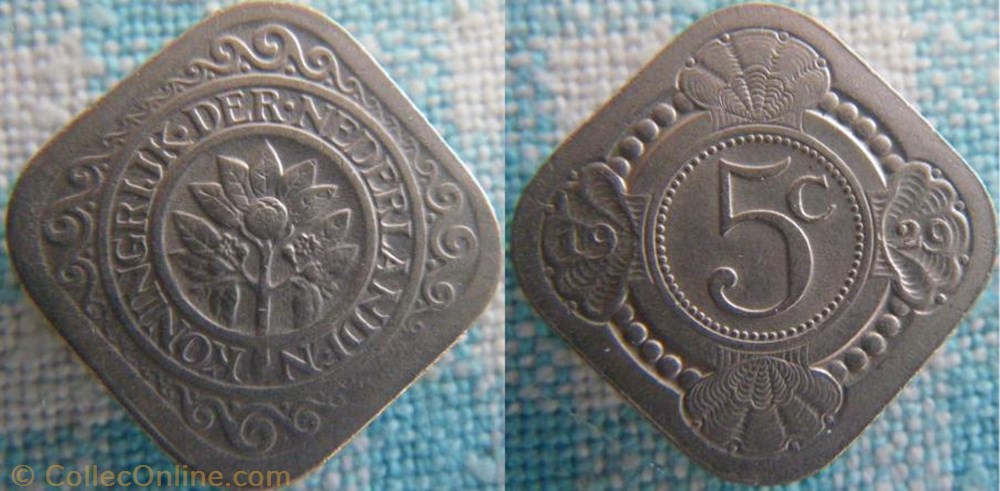 KONINGRIJK·DER·NEDERLANDEN
5c
19 29
© CollecOnline.com